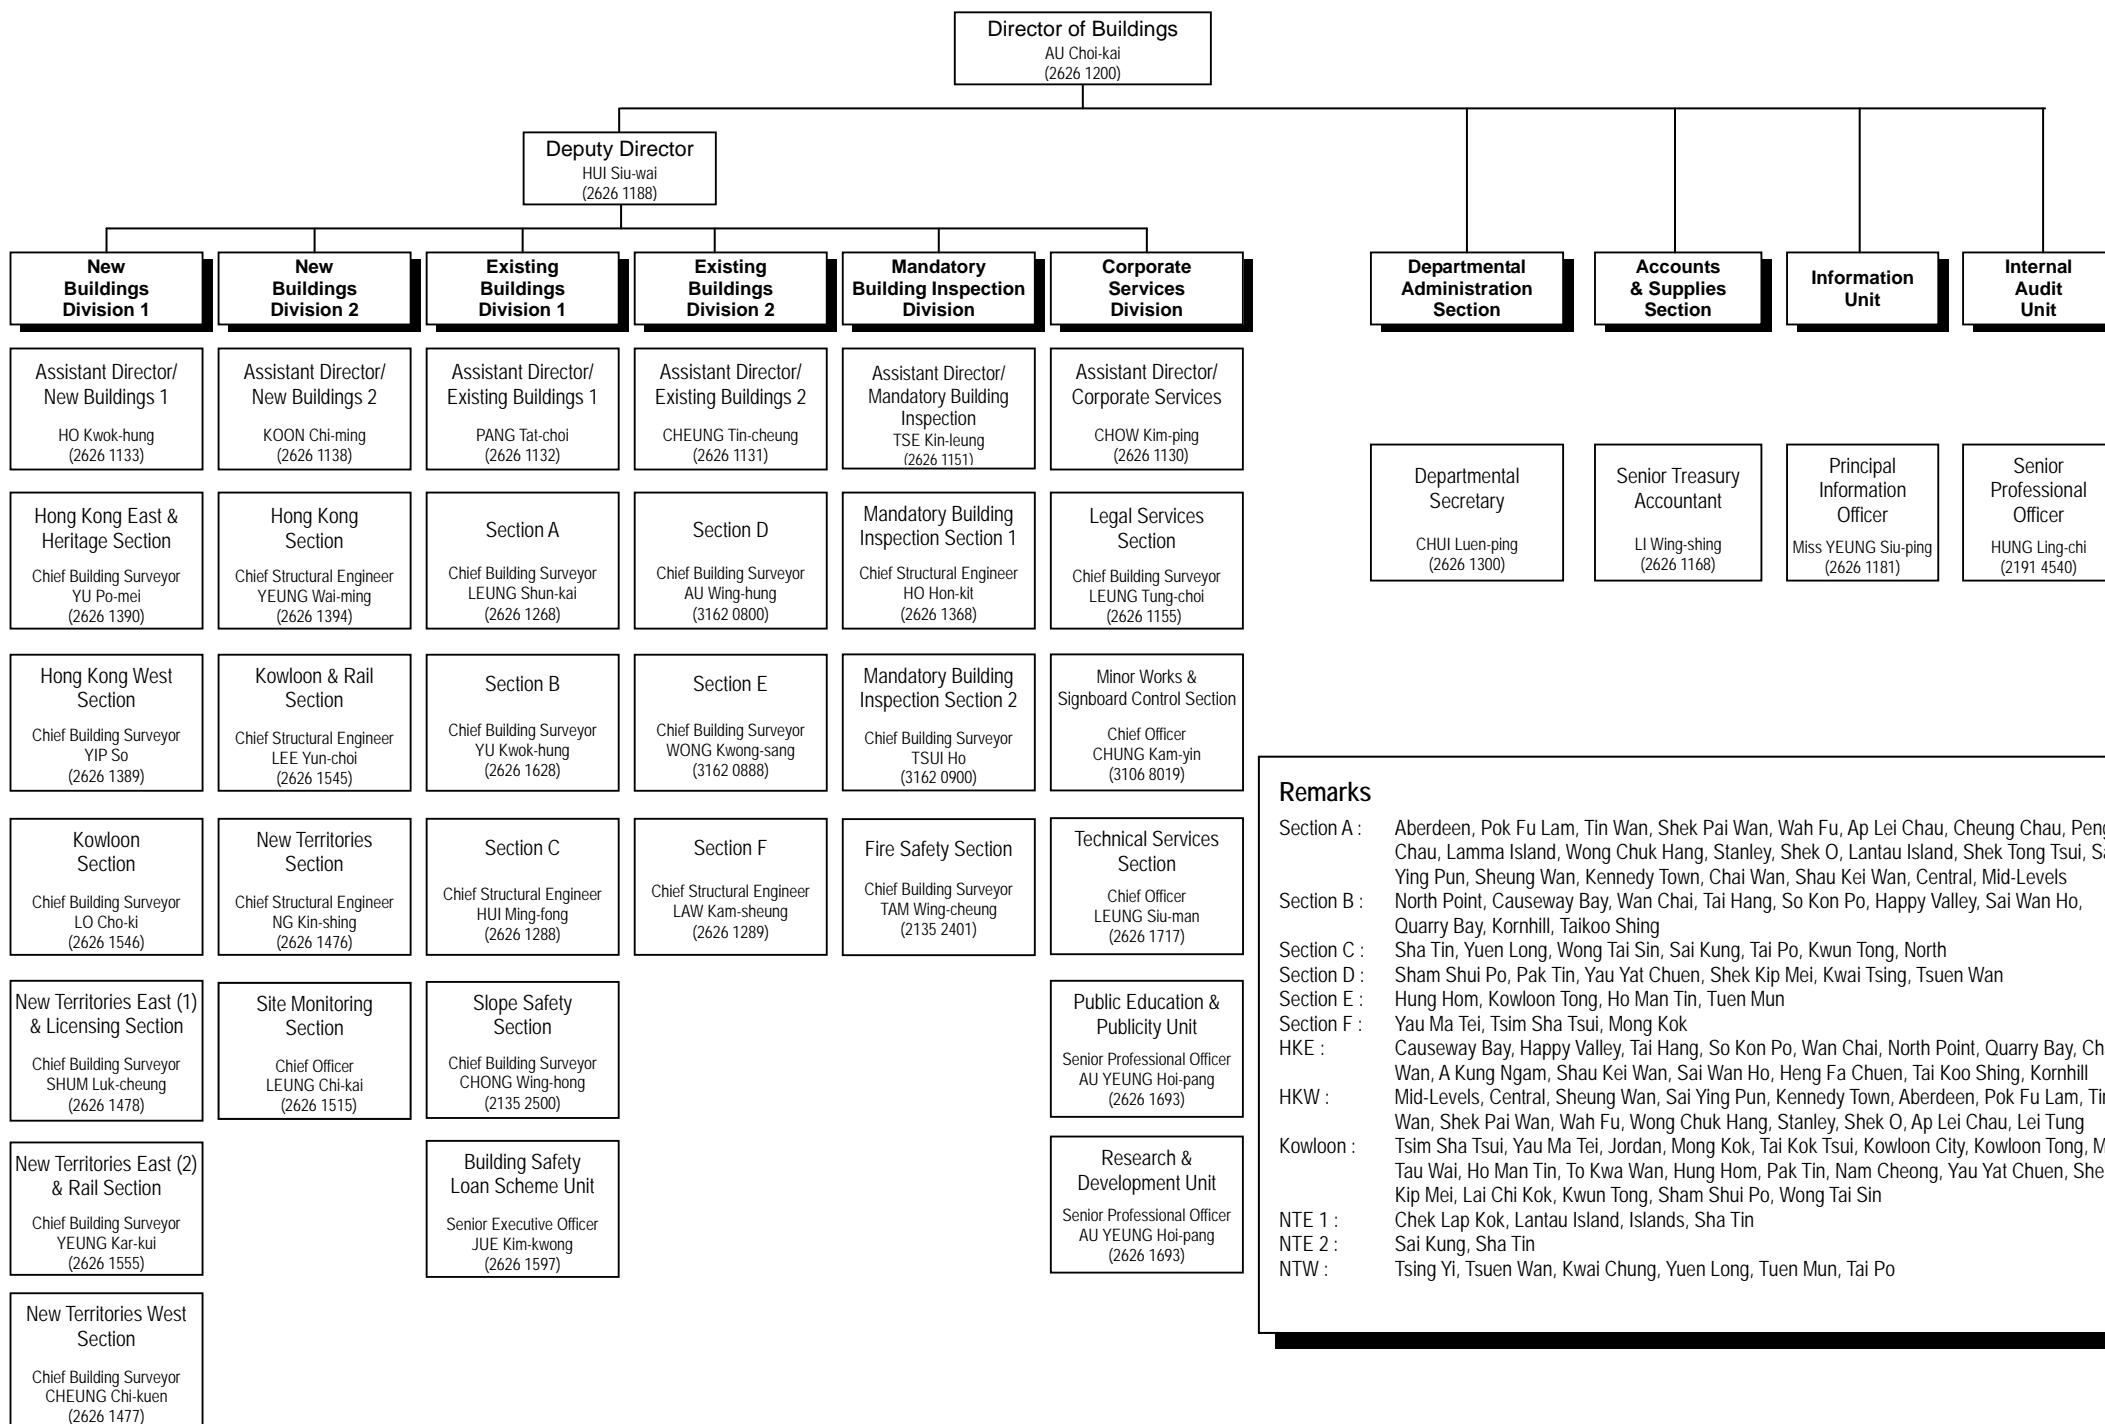 Director of Buildings
AU Choi-kai
(2626 1200)
Deputy Director
HUI Siu-wai
(2626 1188)
New
Buildings
Division 1
New
Buildings
Division 2
Existing
Buildings
Division 1
Existing
Buildings
Division 2
Mandatory
Building Inspection
Division
Corporate
Services
Division
Departmental
Administration
Section
Accounts
& Supplies
Section
Information
Unit
Internal
Audit
Unit
Assistant Director/
New Buildings 1
HO Kwok-hung
(2626 1133)
Assistant Director/
New Buildings 2
KOON Chi-ming
(2626 1138)
Assistant Director/
Existing Buildings 1
PANG Tat-choi
(2626 1132)
Assistant Director/
Existing Buildings 2
CHEUNG Tin-cheung
(2626 1131)
Assistant Director/
Mandatory Building
Inspection
TSE Kin-leung
(2626 1151)
Assistant Director/
Corporate Services
CHOW Kim-ping
(2626 1130)
Departmental
Secretary
CHUI Luen-ping
(2626 1300)
Senior Treasury
Accountant
LI Wing-shing
(2626 1168)
Principal
Information
Officer
Miss YEUNG Siu-ping
(2626 1181)
Senior
Professional
Officer
HUNG Ling-chi
(2191 4540)
Hong Kong East &
Heritage Section
Chief Building Surveyor
YU Po-mei
(2626 1390)
Hong Kong
Section
Chief Structural Engineer
YEUNG Wai-ming
(2626 1394)
Section A
Chief Building Surveyor
LEUNG Shun-kai
(2626 1268)
Section D
Chief Building Surveyor
AU Wing-hung
(3162 0800)
Mandatory Building
Inspection Section 1
Chief Structural Engineer
HO Hon-kit
(2626 1368)
Legal Services
Section
Chief Building Surveyor
LEUNG Tung-choi
(2626 1155)
Hong Kong West
Section
Chief Building Surveyor
YIP So
(2626 1389)
Kowloon & Rail
Section
Chief Structural Engineer
LEE Yun-choi
(2626 1545)
Section B
Chief Building Surveyor
YU Kwok-hung
(2626 1628)
Section E
Chief Building Surveyor
WONG Kwong-sang
(3162 0888)
Mandatory Building
Inspection Section 2
Chief Building Surveyor
TSUI Ho
(3162 0900)
Minor Works &
Signboard Control Section
Chief Officer
CHUNG Kam-yin
(3106 8019)
Kowloon
Section
Chief Building Surveyor
LO Cho-ki
(2626 1546)
New Territories
Section
Chief Structural Engineer
NG Kin-shing
(2626 1476)
Section C
Chief Structural Engineer
HUI Ming-fong
(2626 1288)
Section F
Chief Structural Engineer
LAW Kam-sheung
(2626 1289)
Fire Safety Section
Chief Building Surveyor
TAM Wing-cheung
(2135 2401)
Technical Services
Section
Chief Officer
LEUNG Siu-man
(2626 1717)
New Territories East (1)
& Licensing Section
Chief Building Surveyor
SHUM Luk-cheung
(2626 1478)
Site Monitoring
Section
Chief Officer
LEUNG Chi-kai
(2626 1515)
Slope Safety
Section
Chief Building Surveyor
CHONG Wing-hong
(2135 2500)
Public Education &
Publicity Unit
Senior Professional Officer
AU YEUNG Hoi-pang
(2626 1693)
New Territories East (2)
& Rail Section
Chief Building Surveyor
YEUNG Kar-kui
(2626 1555)
Building Safety
Loan Scheme Unit
Senior Executive Officer
JUE Kim-kwong
(2626 1597)
Research &
Development Unit
Senior Professional Officer
AU YEUNG Hoi-pang
(2626 1693)
New Territories West
Section
Chief Building Surveyor
CHEUNG Chi-kuen
(2626 1477)
Remarks
Section A : Aberdeen, Pok Fu Lam, Tin Wan, Shek Pai Wan, Wah Fu, Ap Lei Chau, Cheung Chau, Peng
Chau, Lamma Island, Wong Chuk Hang, Stanley, Shek O, Lantau Island, Shek Tong Tsui,
Ying Pun, Sheung Wan, Kennedy Town, Chai Wan, Shau Kei Wan, Central, Mid-Levels
Section B : North Point, Causeway Bay, Wan Chai, Tai Hang, So Kon Po, Happy Valley, Sai Wan Ho,
Quarry Bay, Kornhill, Taikoo Shing
Section C : Sha Tin, Yuen Long, Wong Tai Sin, Sai Kung, Tai Po, Kwun Tong, North
Section D : Sham Shui Po, Pak Tin, Yau Yat Chuen, Shek Kip Mei, Kwai Tsing, Tsuen Wan
Section E : Hung Hom, Kowloon Tong, Ho Man Tin, Tuen Mun
Section F : Yau Ma Tei, Tsim Sha Tsui, Mong Kok
HKE : Causeway Bay, Happy Valley, Tai Hang, So Kon Po, Wan Chai, North Point, Quarry Bay,
Wan, A Kung Ngam, Shau Kei Wan, Sai Wan Ho, Heng Fa Chuen, Tai Koo Shing, Kornhill
HKW : Mid-Levels, Central, Sheung Wan, Sai Ying Pun, Kennedy Town, Aberdeen, Pok Fu Lam,
Wan, Shek Pai Wan, Wah Fu, Wong Chuk Hang, Stanley, Shek O, Ap Lei Chau, Lei Tung
Kowloon : Tsim Sha Tsui, Yau Ma Tei, Jordan, Mong Kok, Tai Kok Tsui, Kowloon City, Kowloon Tong,
Tau Wai, Ho Man Tin, To Kwa Wan, Hung Hom, Pak Tin, Nam Cheong, Yau Yat Chuen,
Kip Mei, Lai Chi Kok, Kwun Tong, Sham Shui Po, Wong Tai Sin
NTE 1 : Chek Lap Kok, Lantau Island, Islands, Sha Tin
NTE 2 : Sai Kung, Sha Tin
NTW : Tsing Yi, Tsuen Wan, Kwai Chung, Yuen Long, Tuen Mun, Tai Po